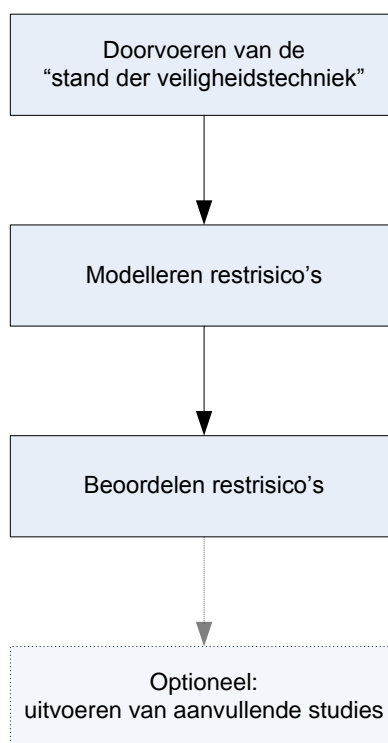 Doorvoeren van de
“stand der veiligheidstechniek”
Modelleren restrisico’s
Beoordelen restrisico’s
Optioneel:
uitvoeren van aanvullende studies